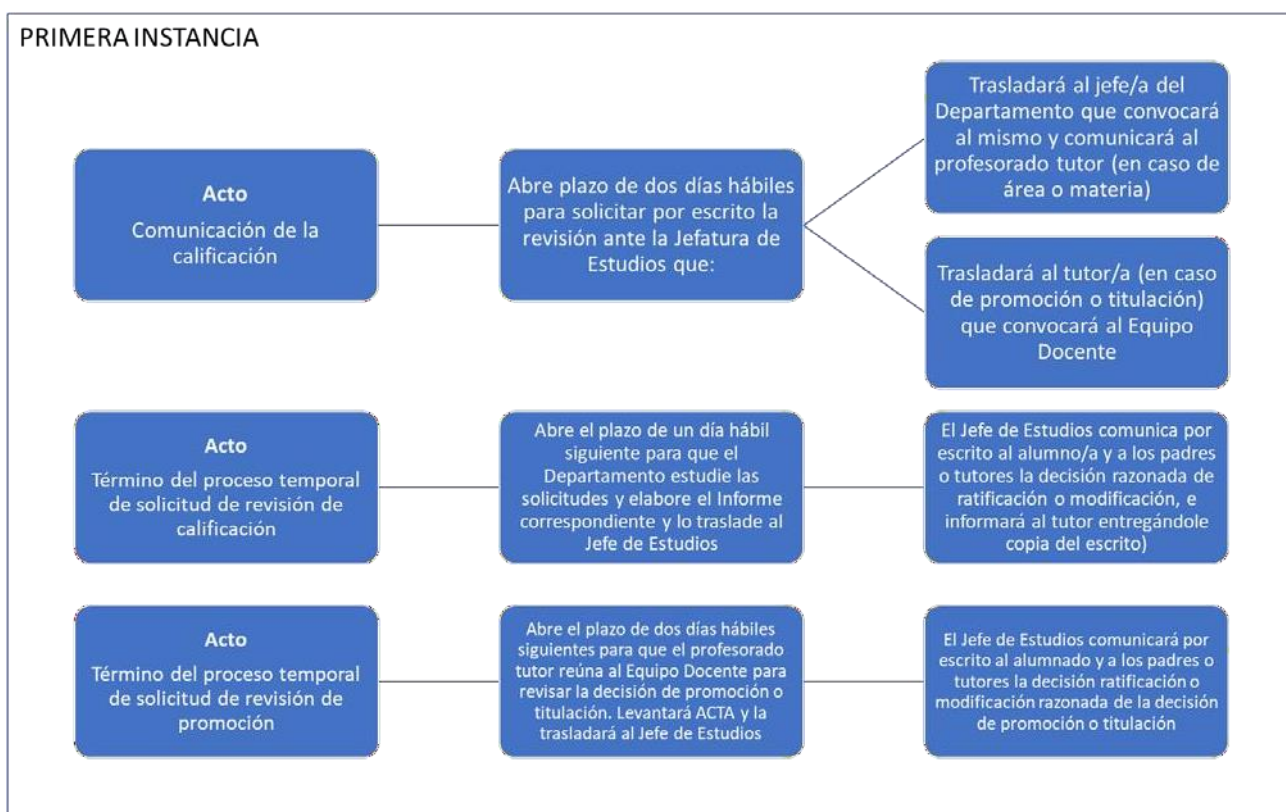 PRIMERA INSTANCIA
Acto
Comunicación de la
calificación
Abre plazo de dos días hábiles
para solicitar por escrito la
revisión ante la Jefatura de
Estudios que:
Trasladará al jefe/a del
Departamento que convocará
al mismo y comunicará al
profesorado tutor (en caso de
área o materia)
Trasladará al tutor/a (en caso
de promoción o titulación)
que convocará al Equipo
Docente
Acto
Término del proceso temporal
de solicitud de revisión de
calificación
Abre el plazo de un día hábil
siguiente para que el
Departamento estudie las
solicitudes y elabore el Informe
correspondiente y lo traslade al
Jefe de Estudios
El Jefe de Estudios comunica por
escrito al alumno/a y a los padres
o tutores la decisión razonada de
ratificación o modificación, e
informará al tutor entregándole
copia del escrito)
Acto
Término del proceso temporal
de solicitud de revisión de
promoción
Abre el plazo de dos días hábiles
siguientes para que el profesorado
tutor reúna al Equipo Docente para
revisar la decisión de promoción o
titulación. Levantará ACTA y la
trasladará al Jefe de Estudios
El Jefe de Estudios comunicará por
escrito al alumnado y a los padres o
tutores la decisión ratificación o
modificación razonada de la decisión
de promoción o titulación